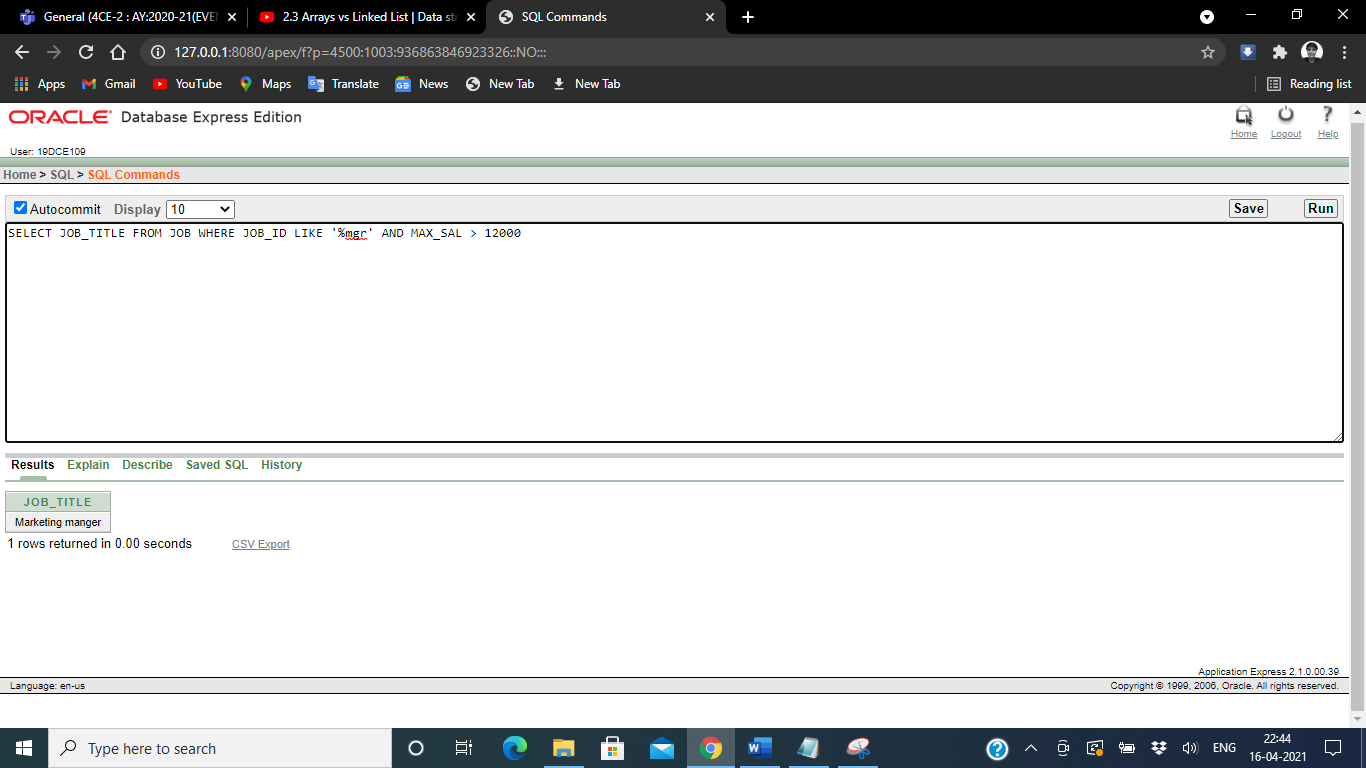 General (4CE-2 : AY:2020-21(EVEN
2.3 Arrays vs Linked List | Data str
SQL Commands
127.0.0.1:8080/apex/f?p=4500:1003:936863846923326::NO:::
Apps Gmail YouTube Maps Translate News New Tab New Tab Reading list
ORACLE Database Express Edition
Home Logout Help
User: 19DCE109
Home > SQL > SQL Commands
Autocommit Display 10 Save Run
SELECT JOB_TITLE FROM JOB WHERE JOB_ID LIKE '%mgr' AND MAX_SAL > 12000
Results Explain Describe Saved SQL History
JOB_TITLE
Marketing manger
1 rows returned in 0.00 seconds CSV Export
Application Express 2.1.0.00.39
Language: en-us Copyright © 1999, 2006, Oracle. All rights reserved.
Type here to search
ENG
22:44
16-04-2021